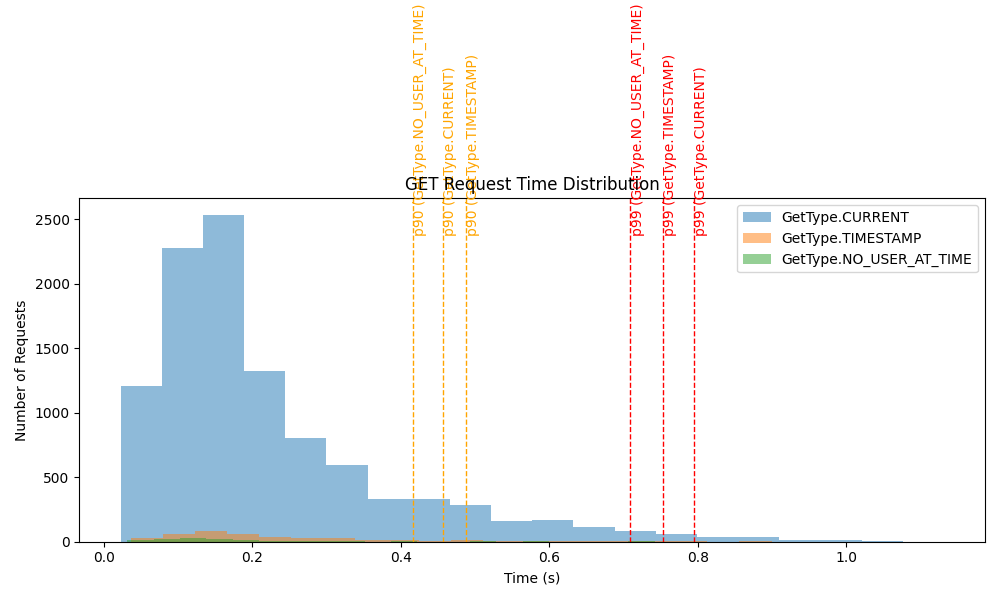 p90 (GetType.NO_USER_AT_TIME)
p90 (GetType.CURRENT)
p90 (GetType.TIMESTAMP)
p99 (GetType.NO_USER_AT_TIME)
p99 (GetType.TIMESTAMP)
p99 (GetType.CURRENT)
GET Request Time Distribution
GetType.CURRENT
GetType.TIMESTAMP
GetType.NO_USER_AT_TIME
Number of Requests
2500
2000
1500
1000
500
0
0.0
0.2
0.4
0.6
0.8
1.0
Time (s)